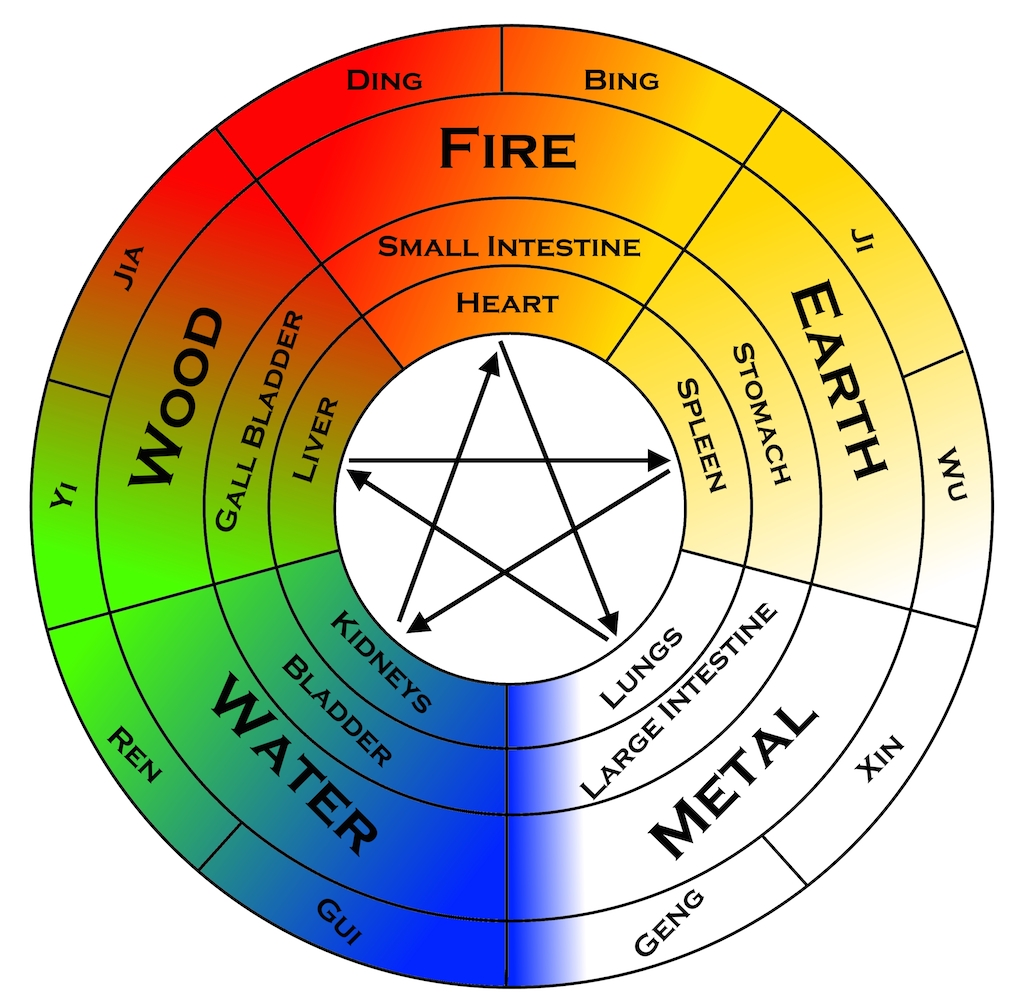 Ding
Bing
Fire
Small Intestine
Heart
Ji
Earth
Wu
Stomach
Spleen
Xin
Metal
Geng
Large Intestine
Lungs
Gui
Water
Ren
Bladder
Kidneys
Yi
Wood
Jia
Gall Bladder
Liver